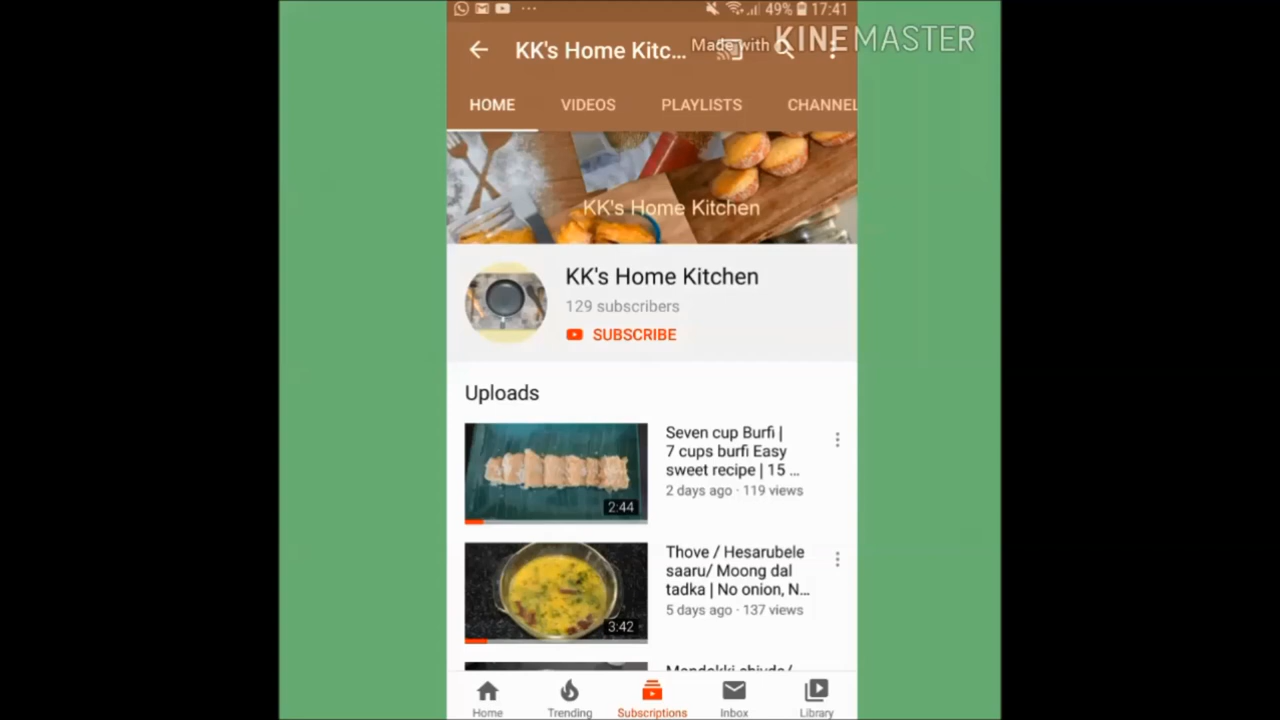 49% 17:41
KK's Home Kitc...
Made with KINEMASTER
HOME VIDEOS PLAYLISTS CHANNEL
KK's Home Kitchen
KK's Home Kitchen
129 subscribers
SUBSCRIBE
Uploads
Seven cup Burfi |
7 cups burfi Easy
sweet recipe | 15 ...
2 days ago · 119 views
2:44
Thove / Hesarubele
saaru/ Moong dal
tadka | No onion, N...
5 days ago · 137 views
3:42
Home Trending Subscriptions Inbox Library